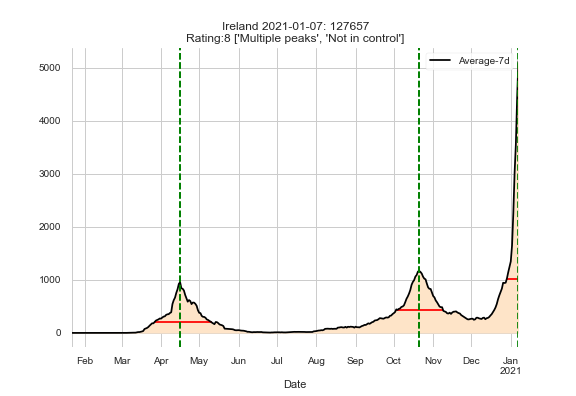 Ireland 2021-01-07: 127657
Rating:8 ['Multiple peaks', 'Not in control']
Average-7d
5000
4000
3000
2000
1000
0
Feb Mar Apr May Jun Jul Aug Sep Oct Nov Dec Jan
2021
Date